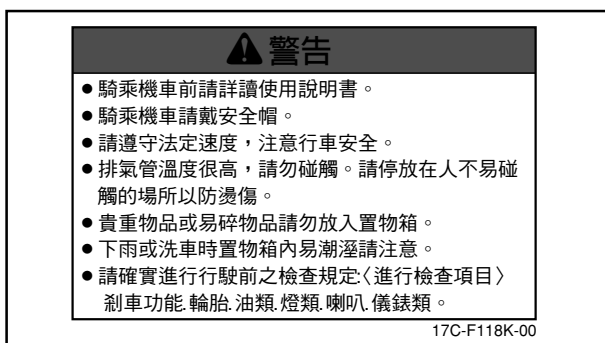 警告
●騎乘機車前請詳讀使用說明書。
●騎乘機車請戴安全帽。
●請遵守法定速度，注意行車安全。
●排氣管溫度很高，請勿碰觸。請停放在人不易碰
觸的場所以防燙傷。
●貴重物品或易碎物品請勿放入置物箱。
●下雨或洗車時置物箱內易潮溼請注意。
●請確實進行行駛前之檢查規定:〈進行檢查項目〉
剎車功能.輪胎.油類.燈類.喇叭.儀錶類。
17C-F118K-00